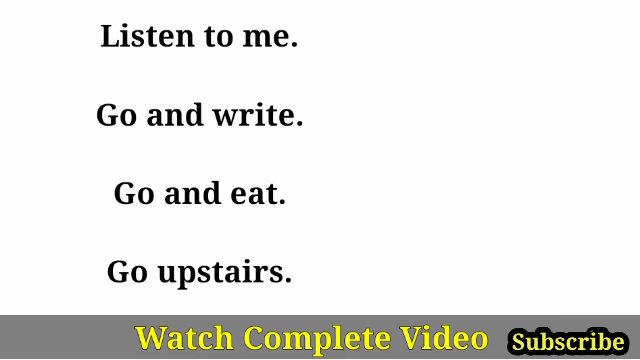 Listen to me.
Go and write.
Go and eat.
Go upstairs.
Watch Complete Video
Subscribe